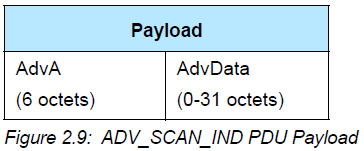 Payload
AdvA AdvData
(6 octets) (0-31 octets)
Figure 2.9: ADV_SCAN_IND PDU Payload